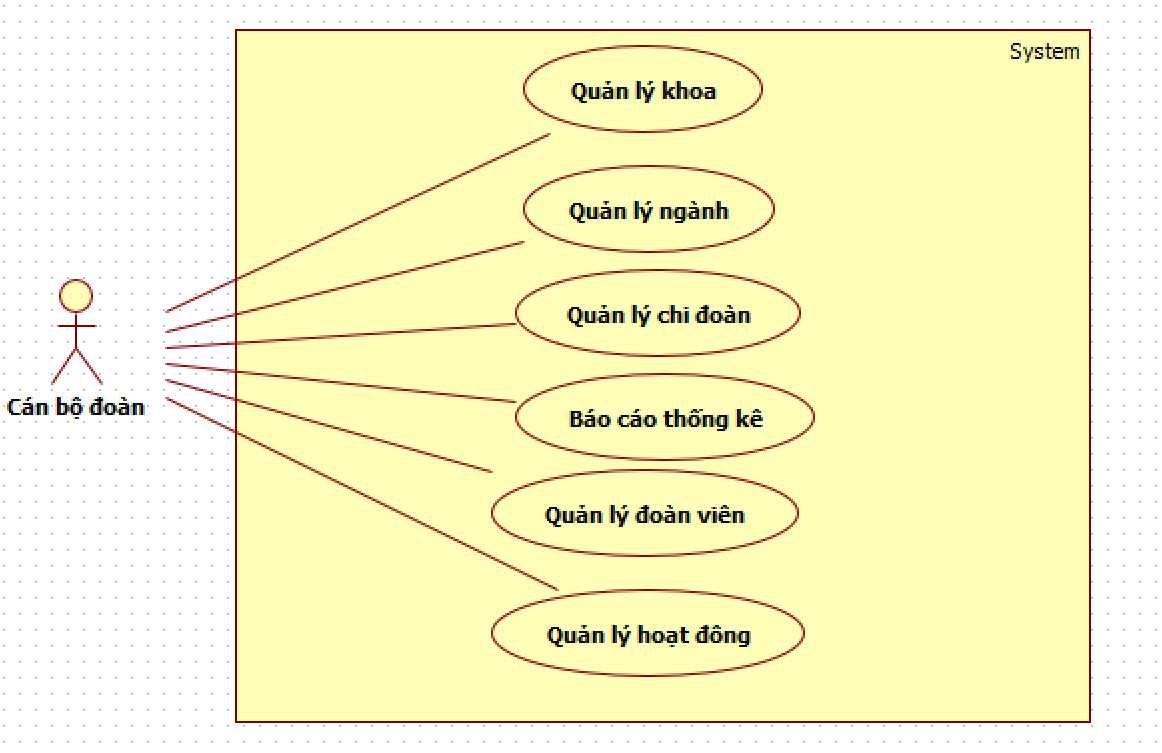 System
Quản lý khoa
Quản lý ngành
Quản lý chi đoàn
Cán bộ đoàn
Báo cáo thống kê
Quản lý đoàn viên
Quản lý hoạt đông